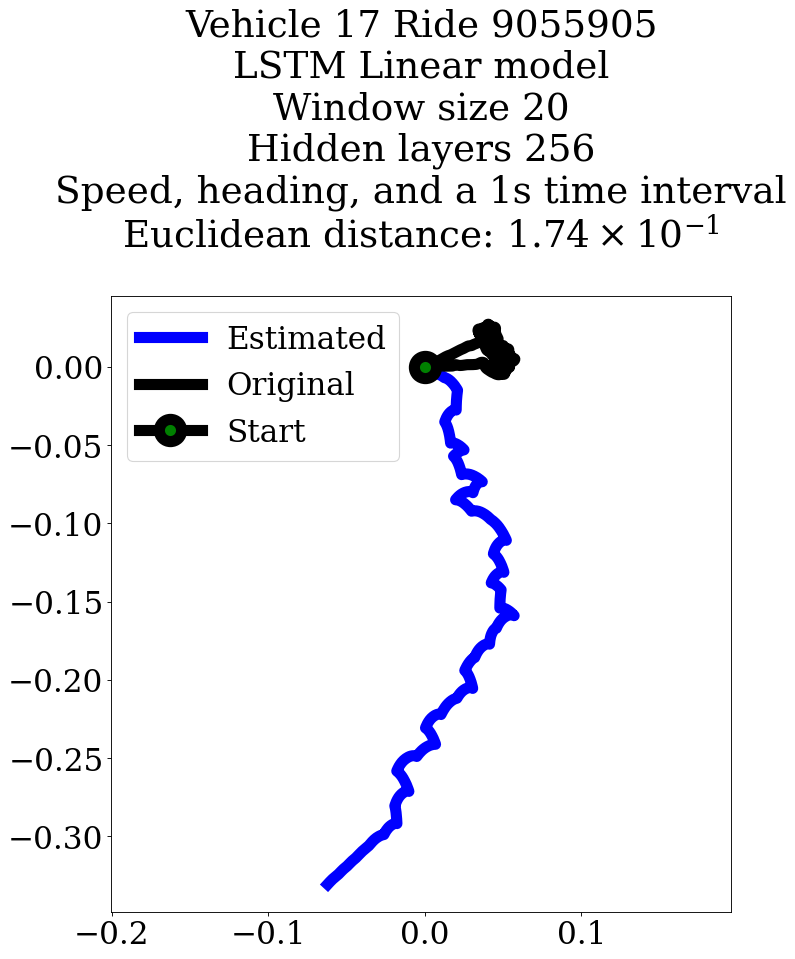 Vehicle 17 Ride 9055905
LSTM Linear model
Window size 20
Hidden layers 256
Speed, heading, and a 1s time interval
Euclidean distance: 1.74 × 10⁻¹
Estimated
Original
Start
0.00
−0.05
−0.10
−0.15
−0.20
−0.25
−0.30
−0.2 −0.1 0.0 0.1